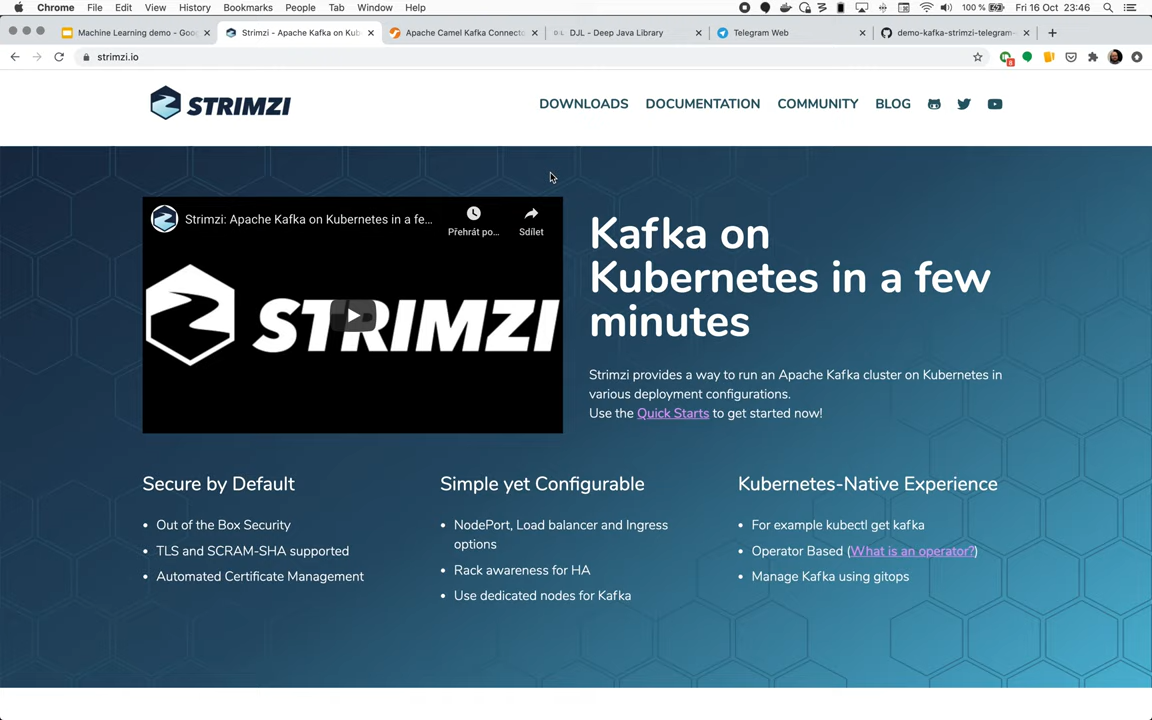 Chrome File Edit View History Bookmarks People Tab Window Help
100 % Fri 16 Oct 23:46
Machine Learning demo - Goo
Strimzi - Apache Kafka on Kub
Apache Camel Kafka Connecto
DJL - Deep Java Library
Telegram Web
demo-kafka-strimzi-telegram-
strimzi.io
8
STRIMZI
DOWNLOADS DOCUMENTATION COMMUNITY BLOG
Strimzi: Apache Kafka on Kubernetes in a fe...
Přehrát po...
Sdílet
STRIMZI
Kafka on
Kubernetes in a few
minutes
Strimzi provides a way to run an Apache Kafka cluster on Kubernetes in
various deployment configurations.
Use the Quick Starts to get started now!
Secure by Default
• Out of the Box Security
• TLS and SCRAM-SHA supported
• Automated Certificate Management
Simple yet Configurable
• NodePort, Load balancer and Ingress
options
• Rack awareness for HA
• Use dedicated nodes for Kafka
Kubernetes-Native Experience
• For example kubectl get kafka
• Operator Based (What is an operator?)
• Manage Kafka using gitops